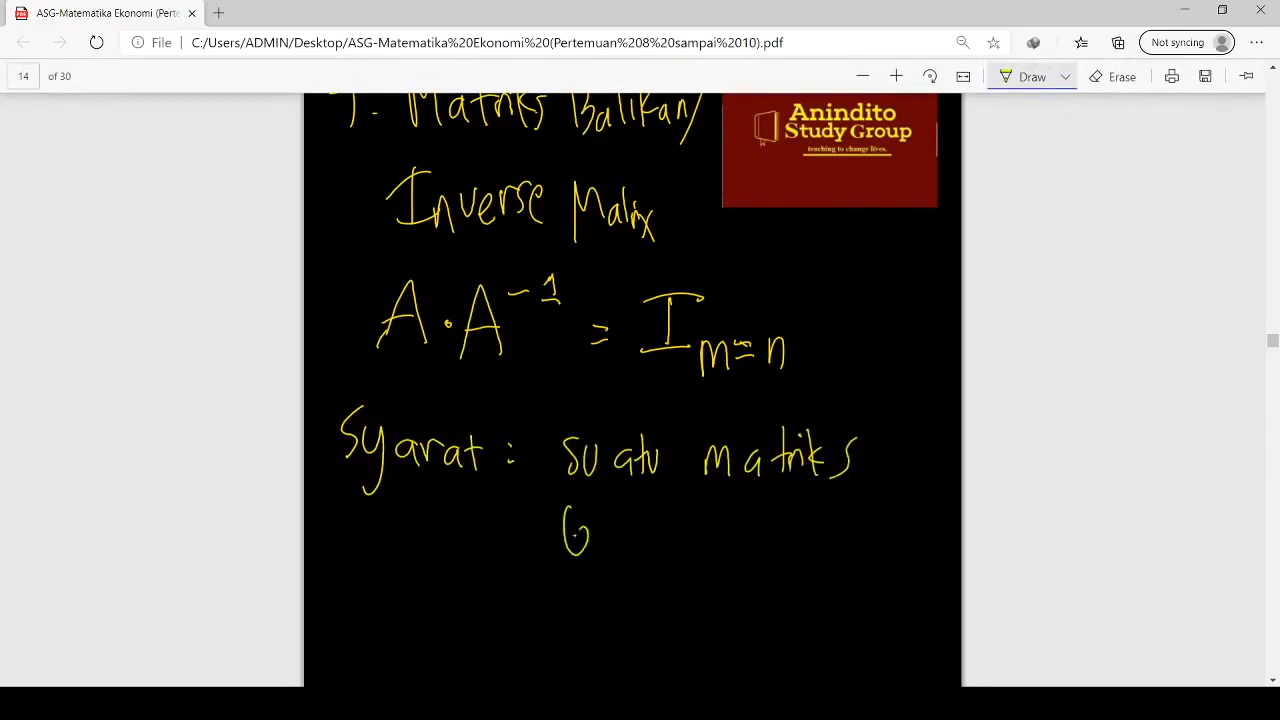 ASG-Matematika Ekonomi (Perte
File C:/Users/ADMIN/Desktop/ASG-Matematika%20Ekonomi%20(Pertemuan%208%20sampai%2010).pdf
Not syncing
14 of 30
Draw
Erase
Matriks Balikan/
Anindito
Study Group
teaching to change lives.
Inverse Matrix
A · A⁻¹ = I m=n
Syarat : suatu matriks